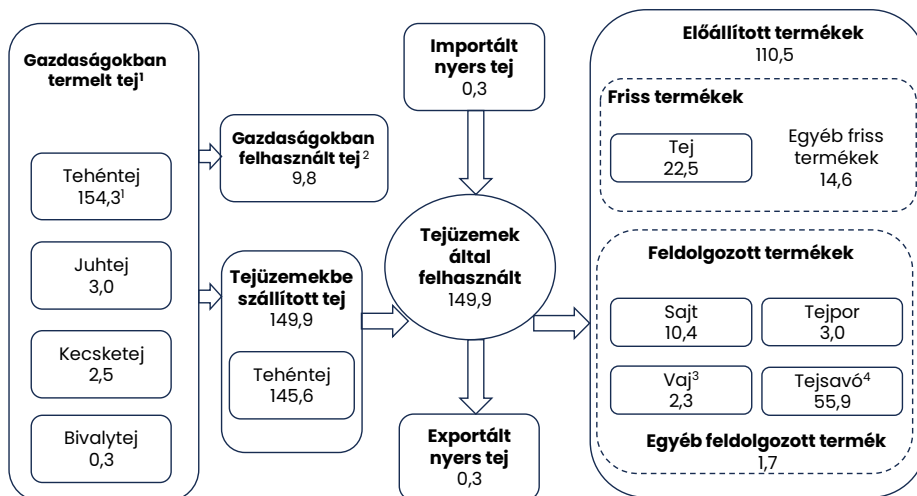 Gazdaságokban
termelt tej¹
Tehéntej
154,3¹
Juhtej
3,0
Kecsketej
2,5
Bivalytej
0,3
Gazdaságokban
felhasznált tej ²
9,8
Tejüzemekbe
szállított tej
149,9
Tehéntej
145,6
Importált
nyers tej
0,3
Tejüzemek
által
felhasznált
149,9
Exportált
nyers tej
0,3
Előállított termékek
110,5
Friss termékek
Tej
22,5
Egyéb friss
termékek
14,6
Feldolgozott termékek
Sajt
10,4
Tejpor
3,0
Vaj³
2,3
Tejsavó⁴
55,9
Egyéb feldolgozott termék
1,7